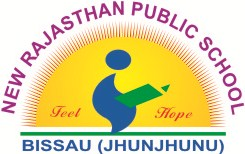 NEW RAJASTHAN PUBLIC SCHOOL
Feel Hope
BISSAU (JHUNJHUNU)